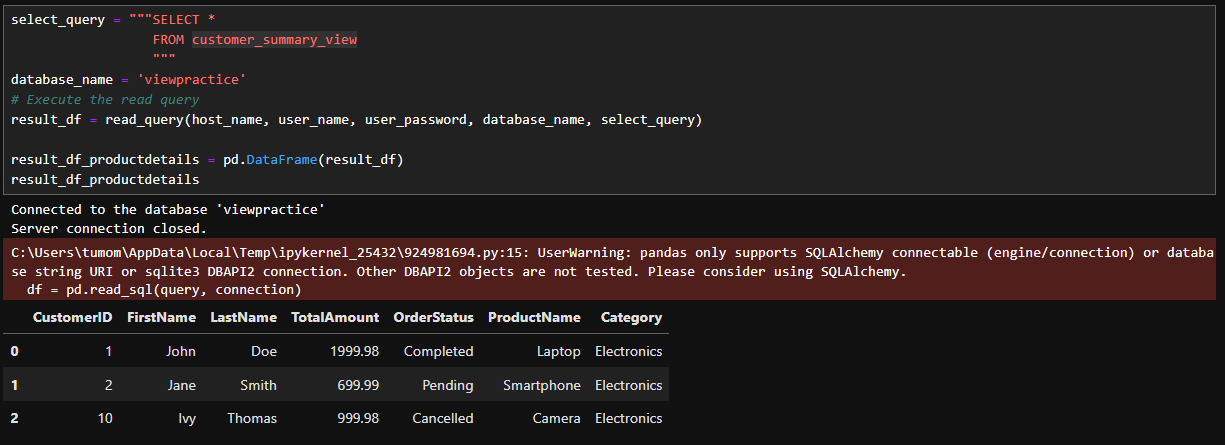 select_query = """SELECT *
FROM customer_summary_view
"""
database_name = 'viewpractice'
# Execute the read query
result_df = read_query(host_name, user_name, user_password, database_name, select_query)
result_df_productdetails = pd.DataFrame(result_df)
result_df_productdetails
Connected to the database 'viewpractice'
Server connection closed.
C:\Users\tumom\AppData\Local\Temp\ipykernel_25432\924981694.py:15: UserWarning: pandas only supports SQLAlchemy connectable (engine/connection) or databa
se string URI or sqlite3 DBAPI2 connection. Other DBAPI2 objects are not tested. Please consider using SQLAlchemy.
df = pd.read_sql(query, connection)
CustomerID FirstName LastName TotalAmount OrderStatus ProductName Category
0 1 John Doe 1999.98 Completed Laptop Electronics
1 2 Jane Smith 699.99 Pending Smartphone Electronics
2 10 Ivy Thomas 999.98 Cancelled Camera Electronics